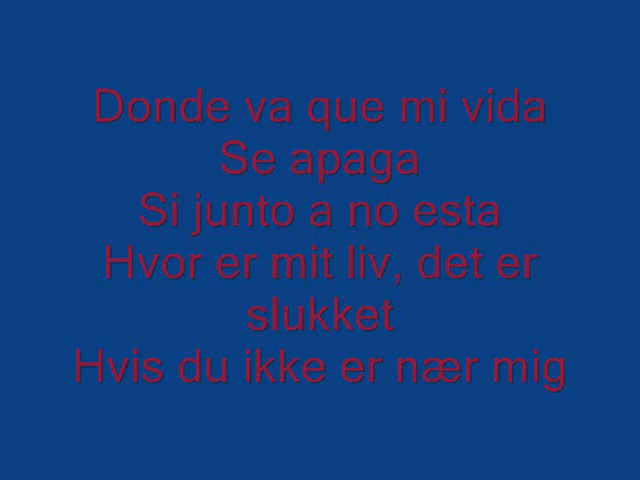 Donde va que mi vida
Se apaga
Si junto a no esta
Hvor er mit liv, det er
slukket
Hvis du ikke er nær mig